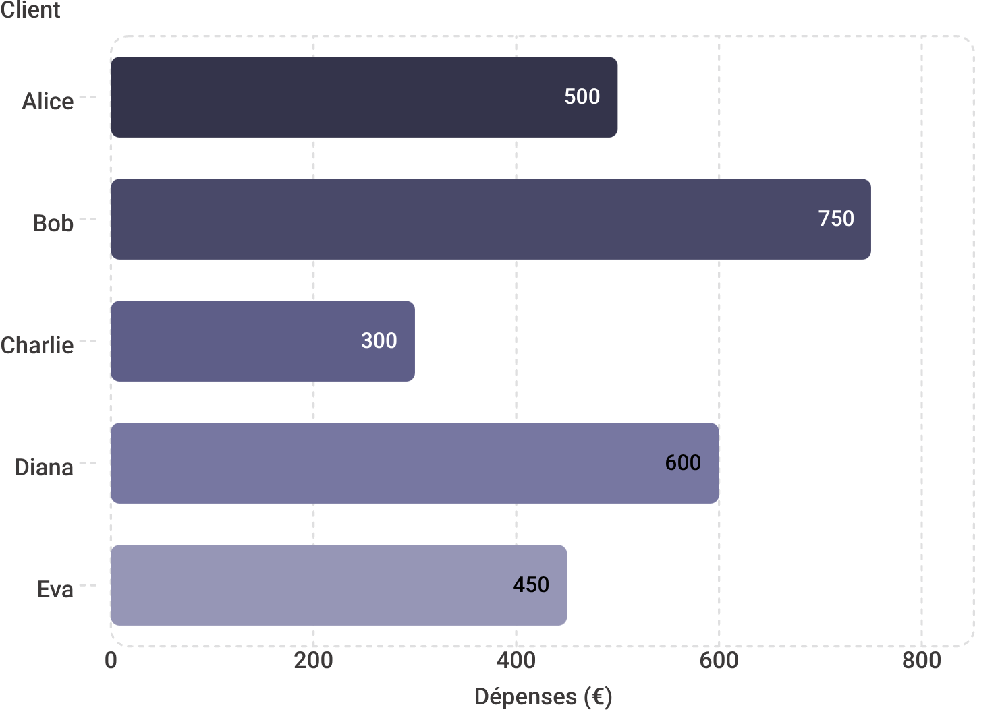 Client
Alice
500
Bob
750
Charlie
300
Diana
600
Eva
450
0 200 400 600 800
Dépenses (€)